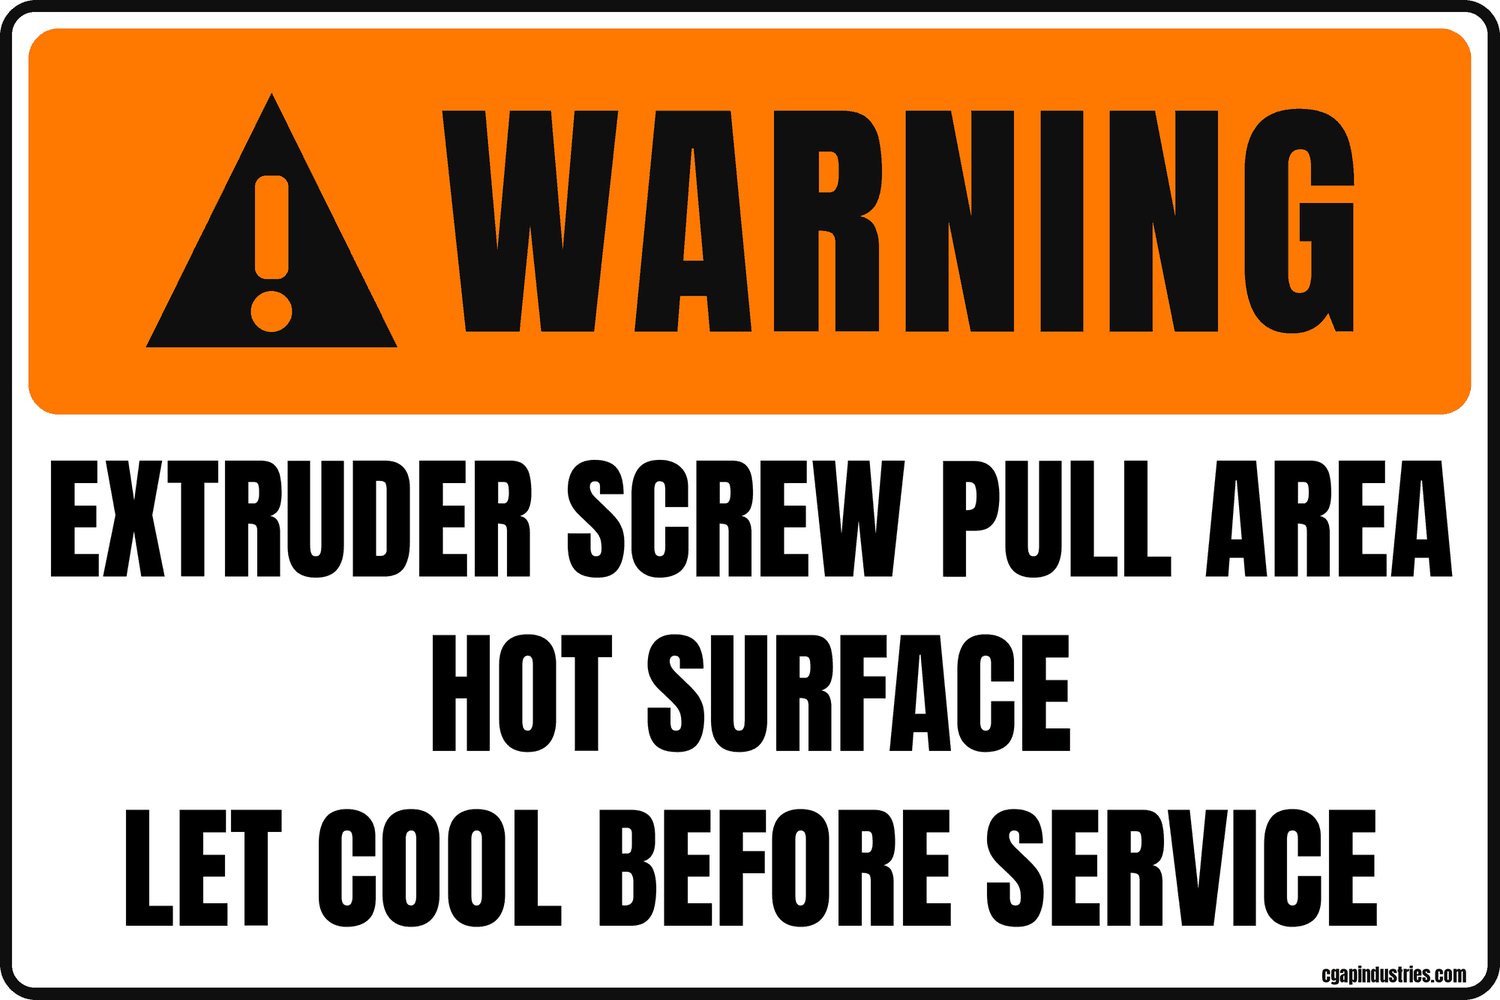 WARNING
EXTRUDER SCREW PULL AREA
HOT SURFACE
LET COOL BEFORE SERVICE
cgapindustries.com